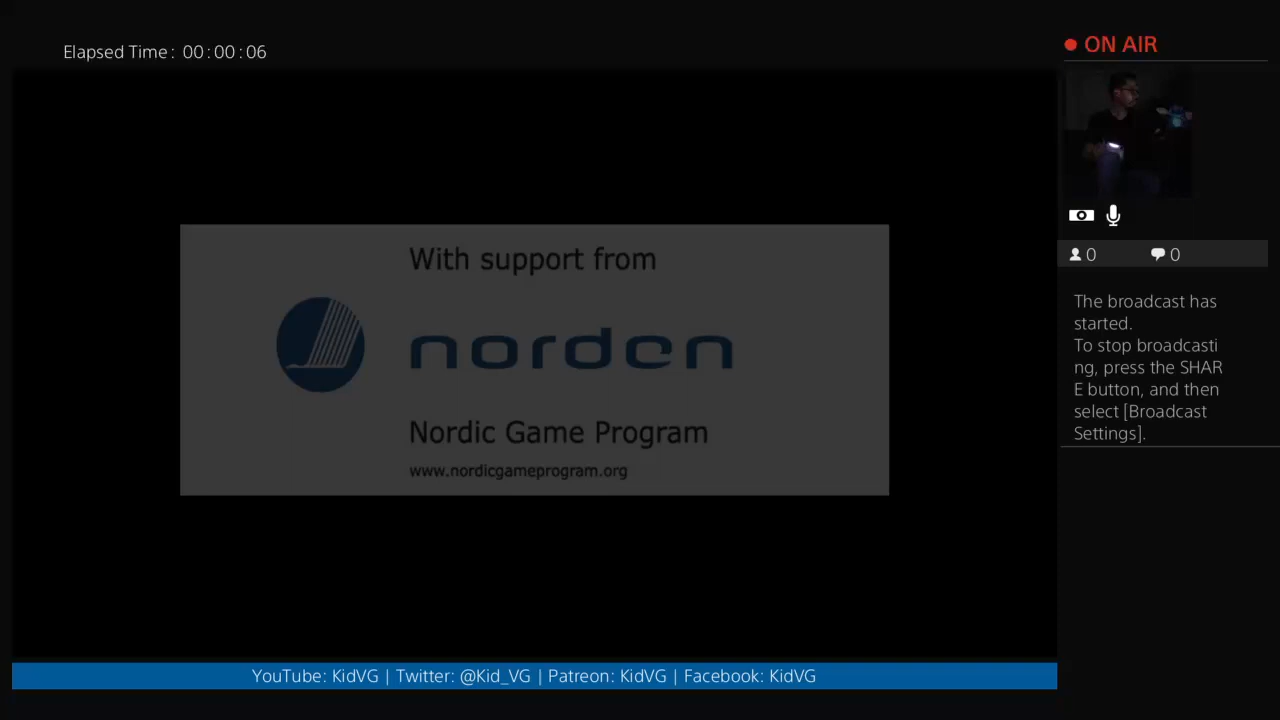 Elapsed Time: 00:00:06
ON AIR
With support from
norden
Nordic Game Program
www.nordicgameprogram.org
0
0
The broadcast has
started.
To stop broadcasti
ng, press the SHAR
E button, and then
select [Broadcast
Settings].
YouTube: KidVG | Twitter: @Kid_VG | Patreon: KidVG | Facebook: KidVG